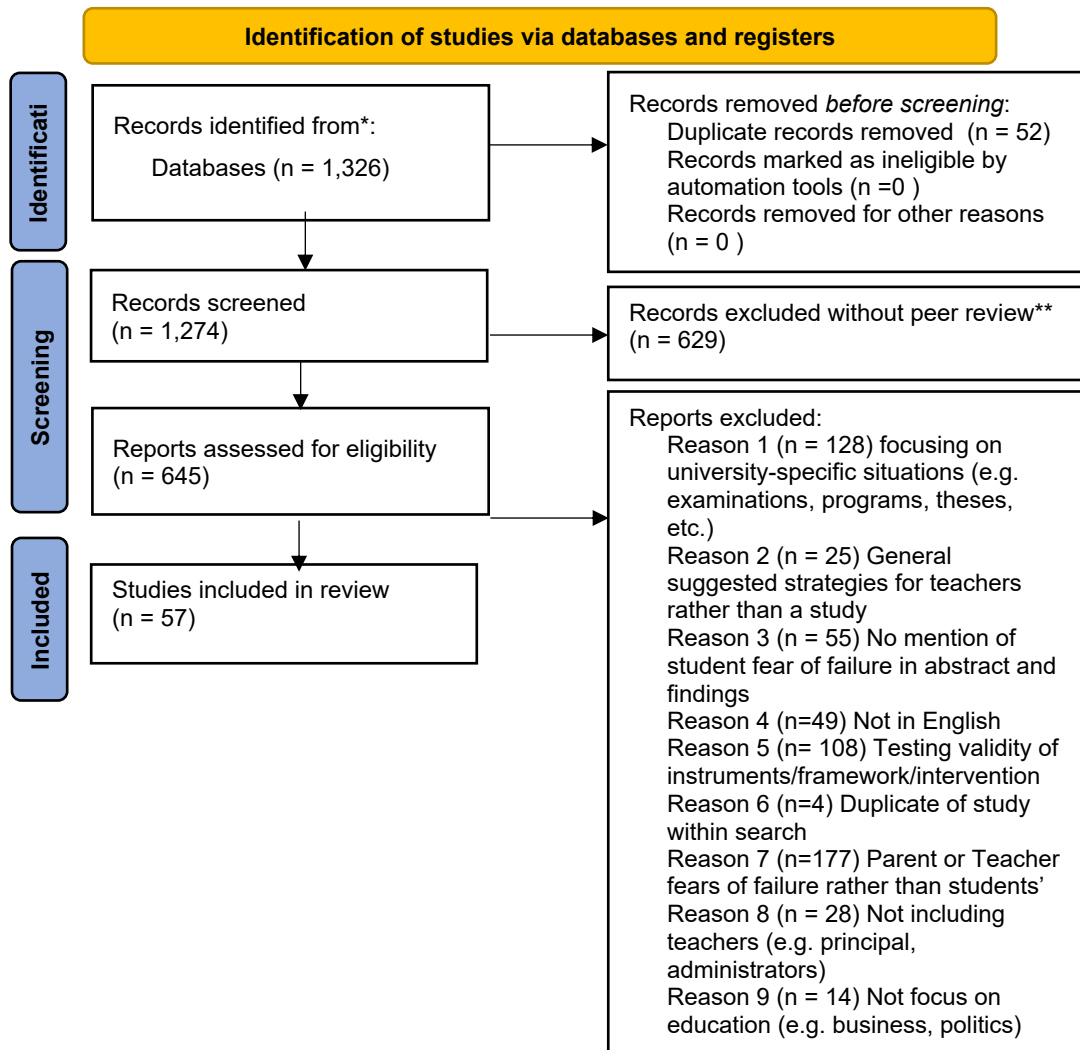 Identification of studies via databases and registers
Identificati
Records identified from*:
Databases (n = 1,326)
Records removed before screening:
Duplicate records removed  (n = 52)
Records marked as ineligible by
automation tools (n =0 )
Records removed for other reasons
(n = 0 )
Screening
Records screened
(n = 1,274)
Records excluded without peer review**
(n = 629)
Reports assessed for eligibility
(n = 645)
Reports excluded:
Reason 1 (n = 128) focusing on
university-specific situations (e.g.
examinations, programs, theses,
etc.)
Reason 2 (n = 25) General
suggested strategies for teachers
rather than a study
Reason 3 (n = 55) No mention of
student fear of failure in abstract and
findings
Reason 4 (n=49) Not in English
Reason 5 (n= 108) Testing validity of
instruments/framework/intervention
Reason 6 (n=4) Duplicate of study
within search
Reason 7 (n=177) Parent or Teacher
fears of failure rather than students’
Reason 8 (n = 28) Not including
teachers (e.g. principal,
administrators)
Reason 9 (n = 14) Not focus on
education (e.g. business, politics)
Included
Studies included in review
(n = 57)